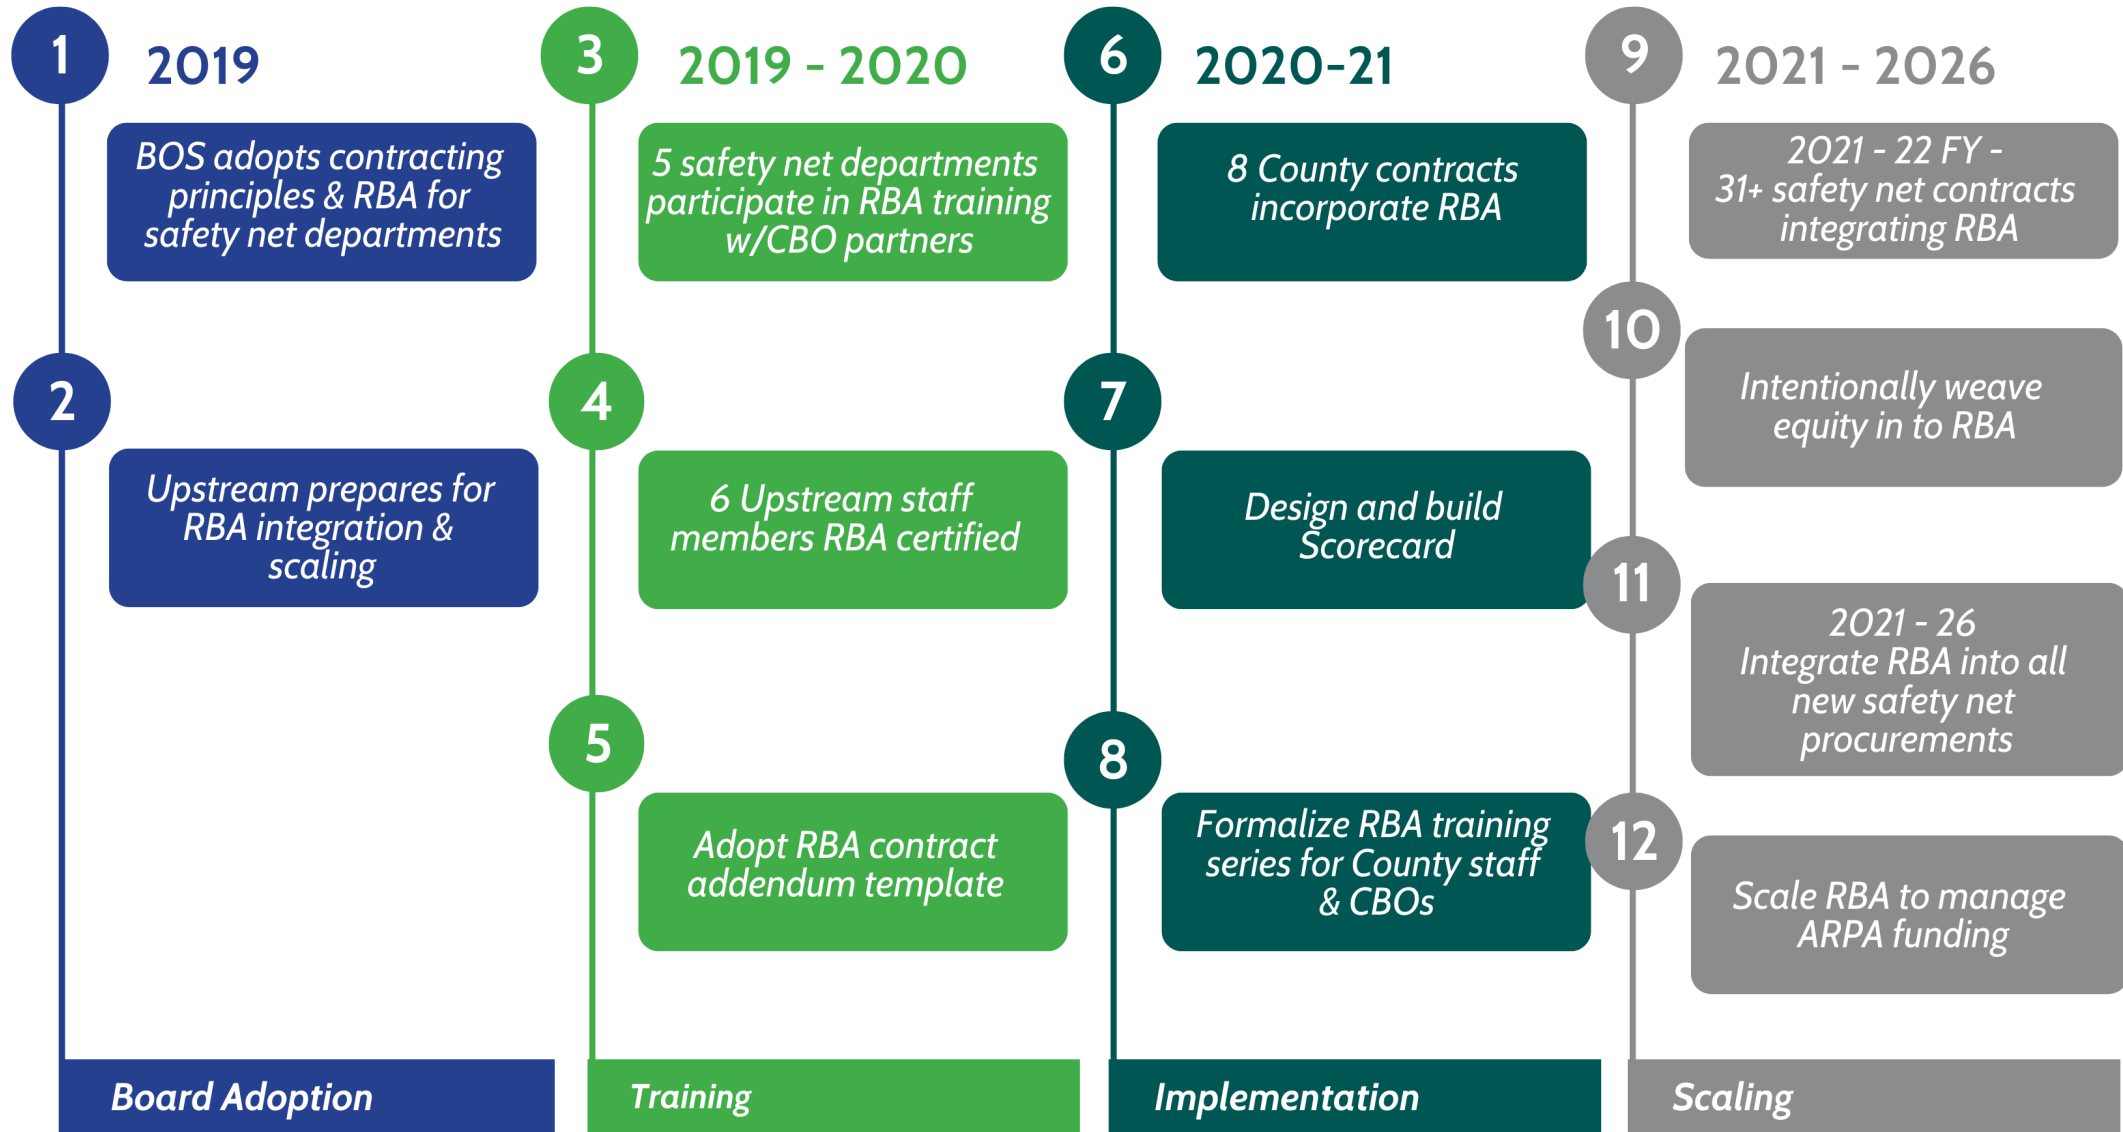 1
2019
BOS adopts contracting
principles & RBA for
safety net departments
2
Upstream prepares for
RBA integration &
scaling
Board Adoption
3
2019 - 2020
5 safety net departments
participate in RBA training
w/CBO partners
4
6 Upstream staff
members RBA certified
5
Adopt RBA contract
addendum template
Training
6
2020-21
8 County contracts
incorporate RBA
7
Design and build
Scorecard
8
Formalize RBA training
series for County staff
& CBOs
Implementation
9
2021 - 2026
2021 - 22 FY -
31+ safety net contracts
integrating RBA
10
Intentionally weave
equity in to RBA
11
2021 - 26
Integrate RBA into all
new safety net
procurements
12
Scale RBA to manage
ARPA funding
Scaling